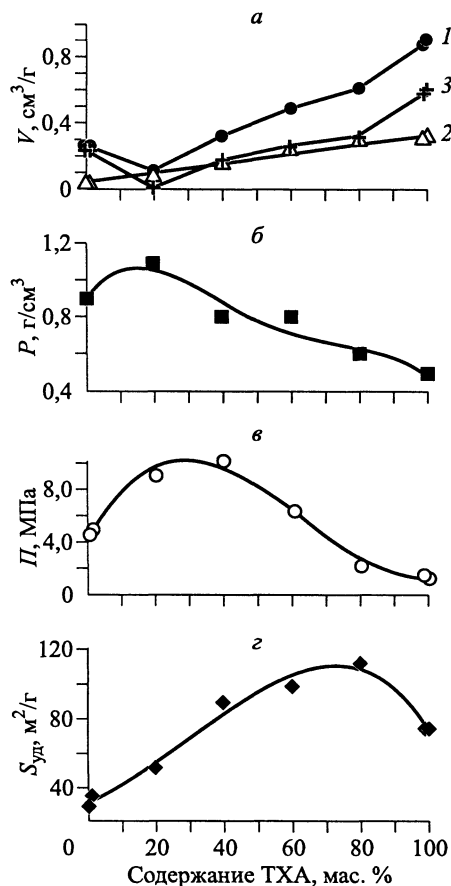 а
V, см³/г
0,8
0,4
0
1
3
2
б
P, г/см³
1,2
0,8
0,4
в
П, МПа
8,0
4,0
0
г
Sуд, м²/г
120
80
40
0 20 40 60 80 100
Содержание ТХА, мас. %